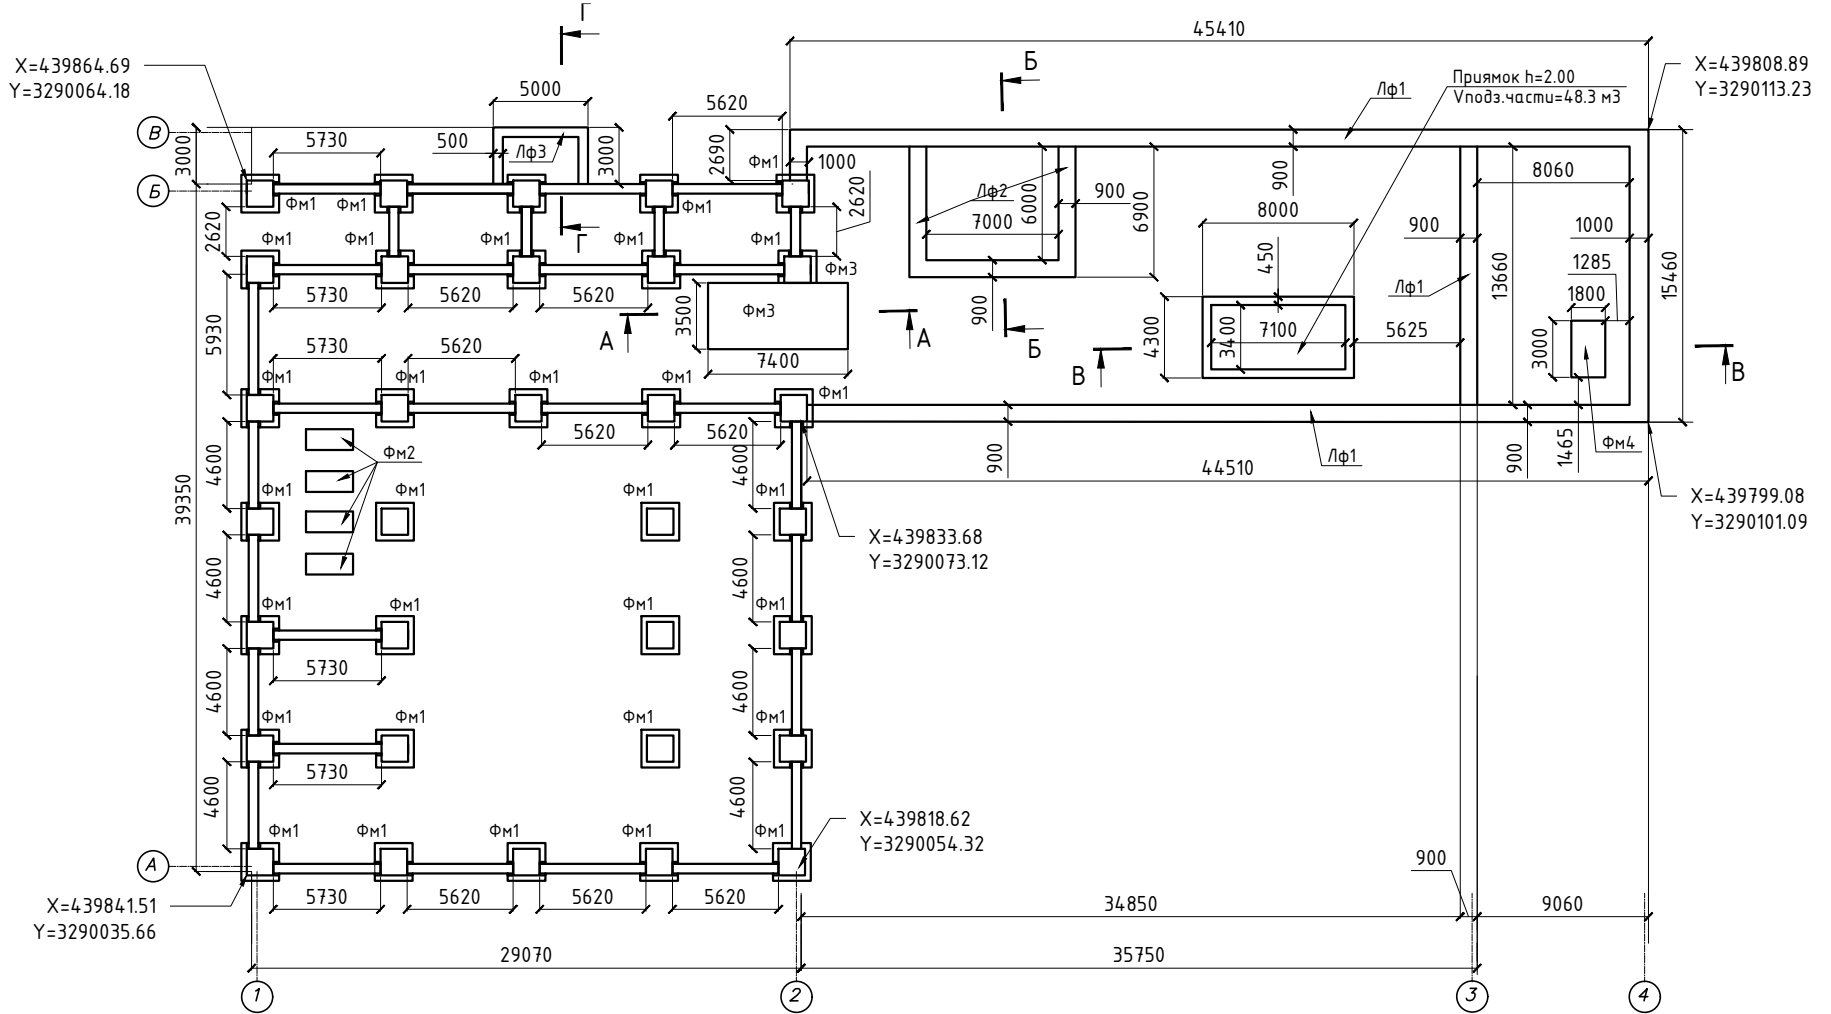 Г
45410
X=439864.69
Y=3290064.18
Б
X=439808.89
Y=3290113.23
Приямок h=2.00
Vподз.части=48.3 м3
Лф1
5000
5620
В
3000
5730
500
Лф3
3000
2690
Фм1
1000
900
8060
Б
Фм1
Фм1
Фм1
2620
Лф2
7000
6000
900
6900
8000
900
1000
2620
Фм1
Фм1
Фм1
Фм1
Фм1
Г
Фм3
450
Лф1
13660
1285
1800
15460
5730
5620
5620
3500
Фм3
А
А
900
Б
4300
3400
7100
5625
3000
В
В
5930
5730
5620
7400
Фм1
Фм1
Фм1
Фм1
Фм1
5620
5620
900
Лф1
900
1465
Фм4
44510
Фм2
4600
4600
39350
Фм1
Фм1
Фм1
Фм1
X=439799.08
Y=3290101.09
X=439833.68
Y=3290073.12
4600
4600
Фм1
Фм1
Фм1
Фм1
5730
4600
4600
Фм1
Фм1
Фм1
Фм1
5730
4600
4600
Фм1
Фм1
Фм1
Фм1
Фм1
X=439818.62
Y=3290054.32
А
5730
5620
5620
5620
X=439841.51
Y=3290035.66
900
34850
9060
29070
35750
1
2
3
4